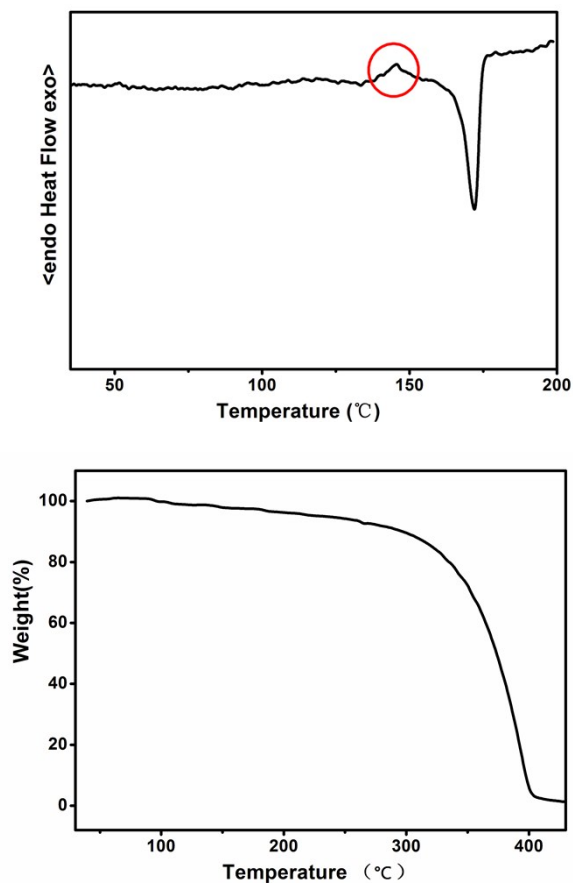 <endo Heat Flow exo>
50 100 150 200
Temperature (℃)
100
80
60
40
20
0
Weight(%)
100 200 300 400
Temperature （℃）